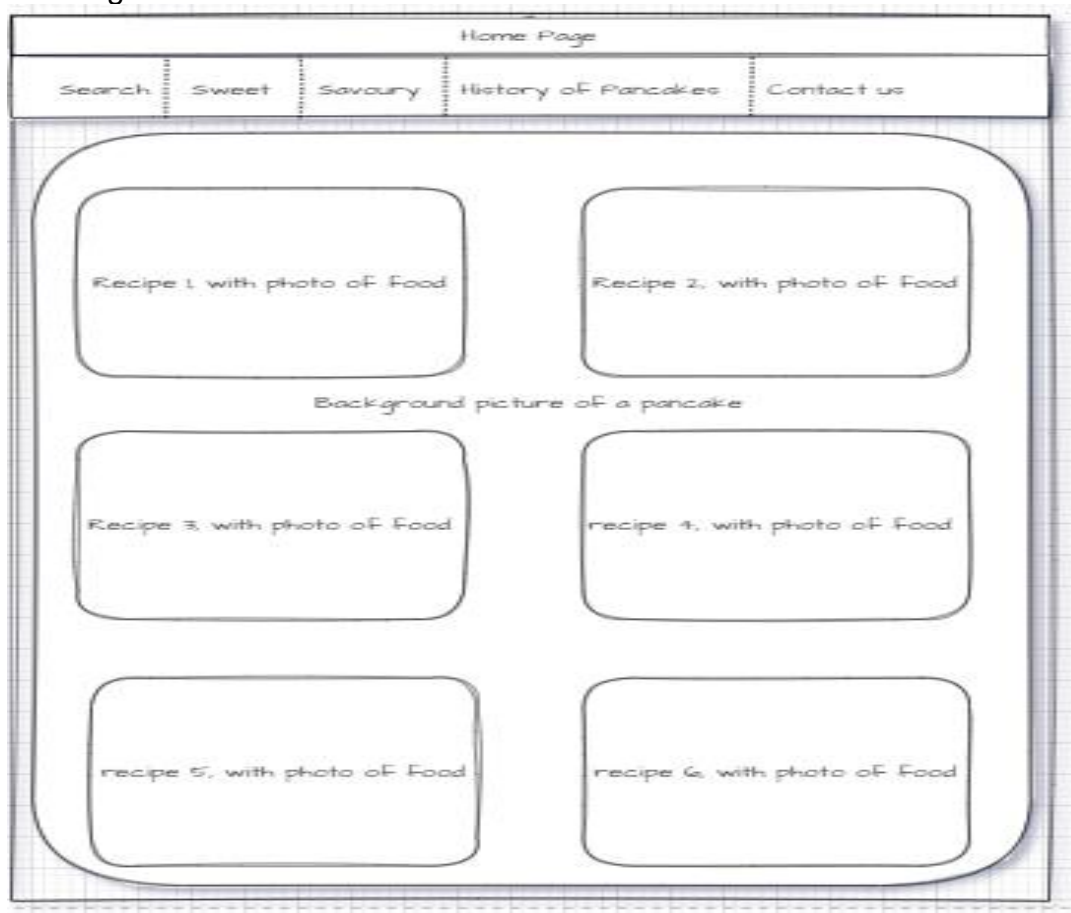 Home Page
Search Sweet Savoury History of Pancakes Contact us
Recipe 1, with photo of food
Recipe 2, with photo of food
Background picture of a pancake
Recipe 3, with photo of food
recipe 4, with photo of food
recipe 5, with photo of food
recipe 6, with photo of food